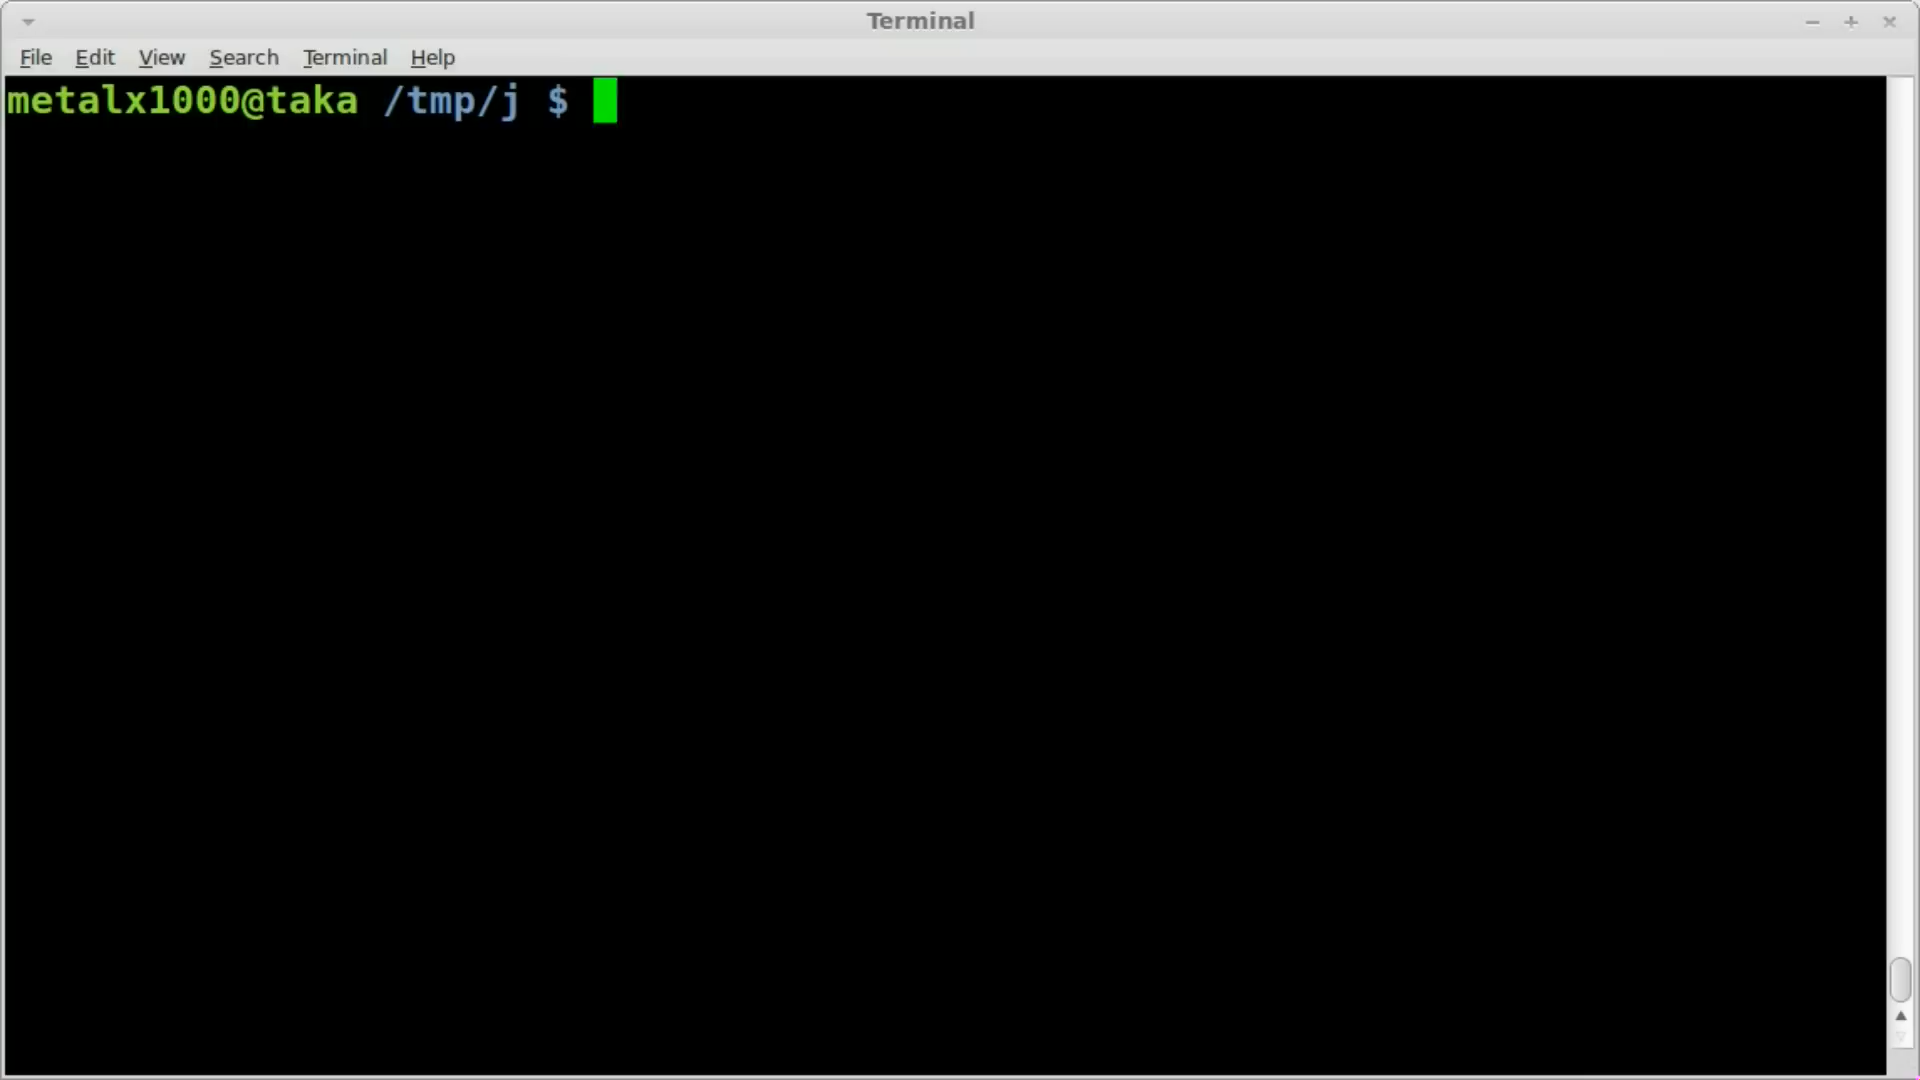 Terminal
File Edit View Search Terminal Help
metalx1000@taka /tmp/j $